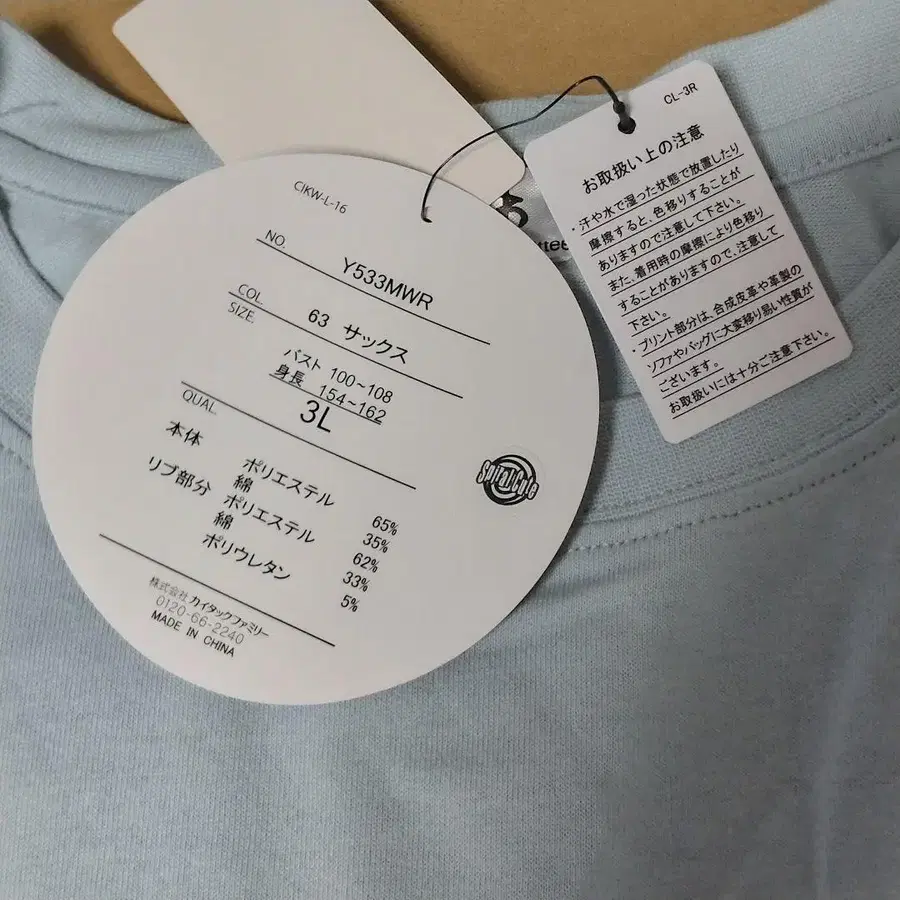 CIKW-L-16
NO.
Y533MWR
COL.
63 サックス
SIZE.
バスト 100~108
身長 154~162
3L
QUAL.
本体 ポリエステル 65%
綿 35%
リブ部分 ポリエステル 62%
綿 33%
ポリウレタン 5%
株式会社 カイタックファミリー
0120-66-2240
MADE IN CHINA
Spiral Cafe
CL-3R
お取扱い上の注意
・汗や水で湿った状態で放置したり
摩擦すると、色移りすることが
ありますので注意して下さい。
また、着用時の摩擦により色移り
することがありますので、注意して
下さい。
・プリント部分は、合成皮革や革製の
ソファやバッグに大変移り易い性質が
ございます。
お取扱いには十分ご注意下さい。